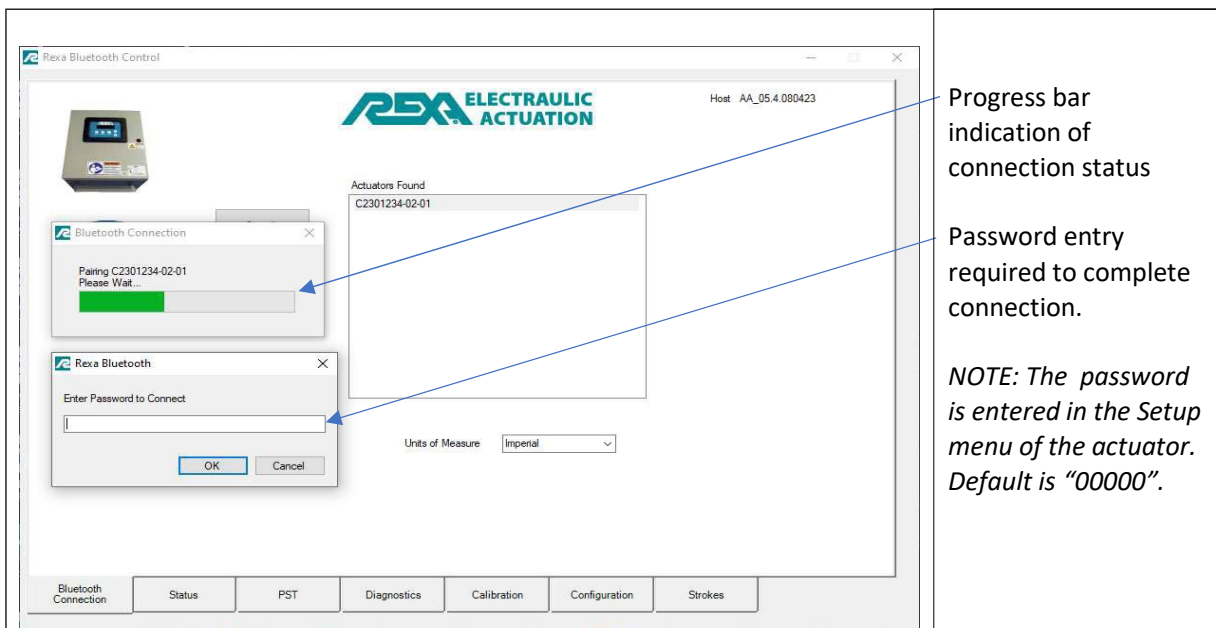 Rexa Bluetooth Control
REXA
ELECTRAULIC
ACTUATION
Host AA_05.4.080423
Actuators Found
C2301234-02-01
Bluetooth Connection
Pairing C2301234-02-01
Please Wait...
Rexa Bluetooth
Enter Password to Connect
OK Cancel
Units of Measure Imperial
Bluetooth
Connection
Status
PST
Diagnostics
Calibration
Configuration
Strokes
Progress bar
indication of
connection status
Password entry
required to complete
connection.
NOTE: The password
is entered in the Setup
menu of the actuator.
Default is “00000”.